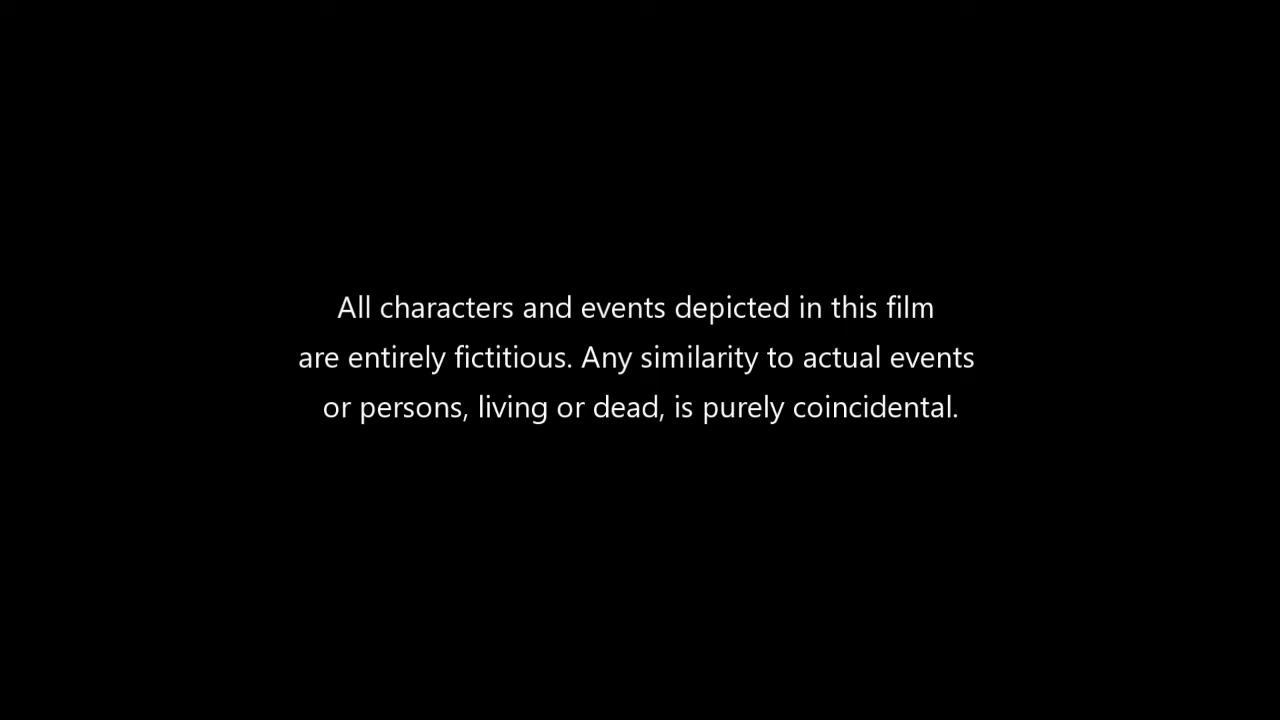 All characters and events depicted in this film
are entirely fictitious. Any similarity to actual events
or persons, living or dead, is purely coincidental.